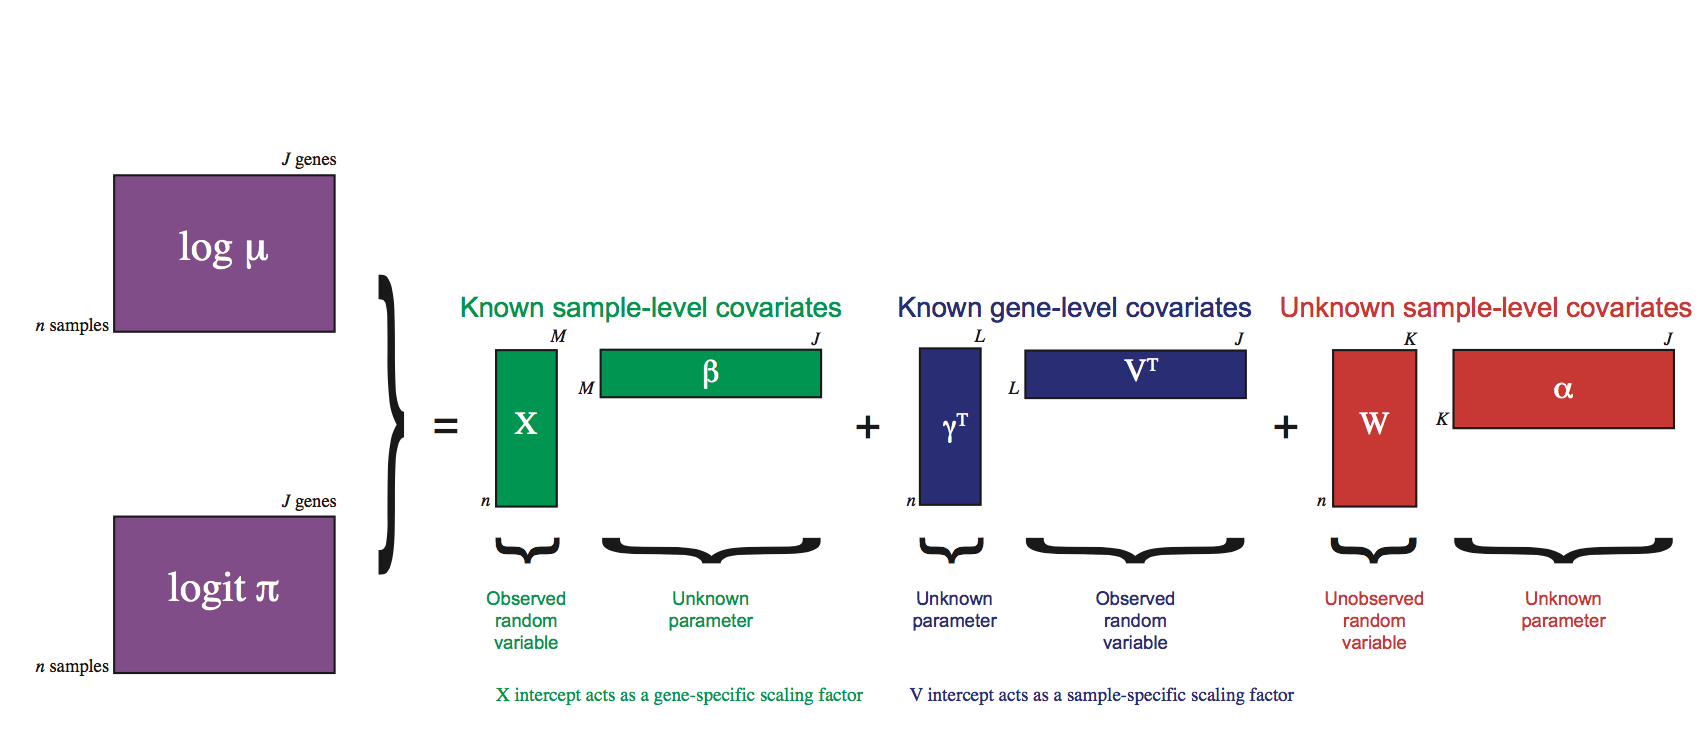 J genes
log μ
n samples
J genes
logit π
n samples
}
=
Known sample-level covariates
M
X
n
M
J
β
Observed
random
variable
Unknown
parameter
X intercept acts as a gene-specific scaling factor
+
Known gene-level covariates
L
γᵀ
n
L
J
Vᵀ
Unknown
parameter
Observed
random
variable
V intercept acts as a sample-specific scaling factor
+
Unknown sample-level covariates
K
W
n
K
J
α
Unobserved
random
variable
Unknown
parameter